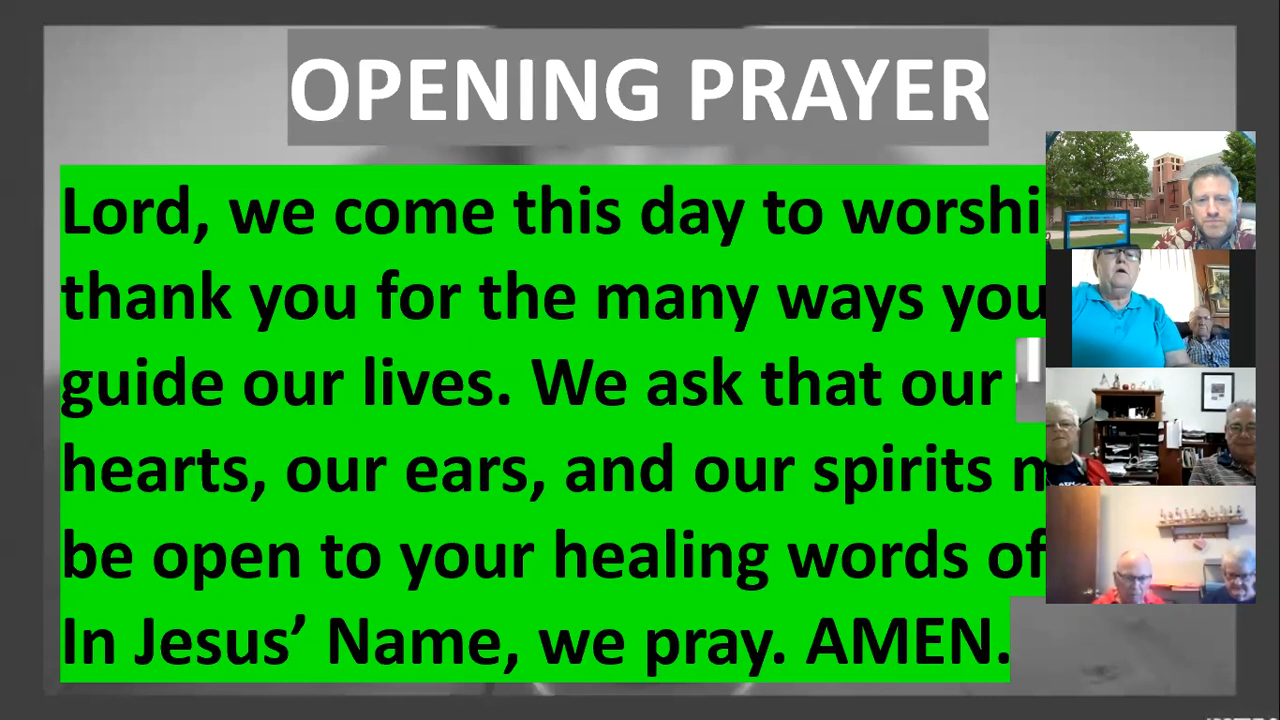 OPENING PRAYER
Lord, we come this day to worshi
thank you for the many ways you
guide our lives. We ask that our
hearts, our ears, and our spirits
be open to your healing words of
In Jesus’ Name, we pray. AMEN.